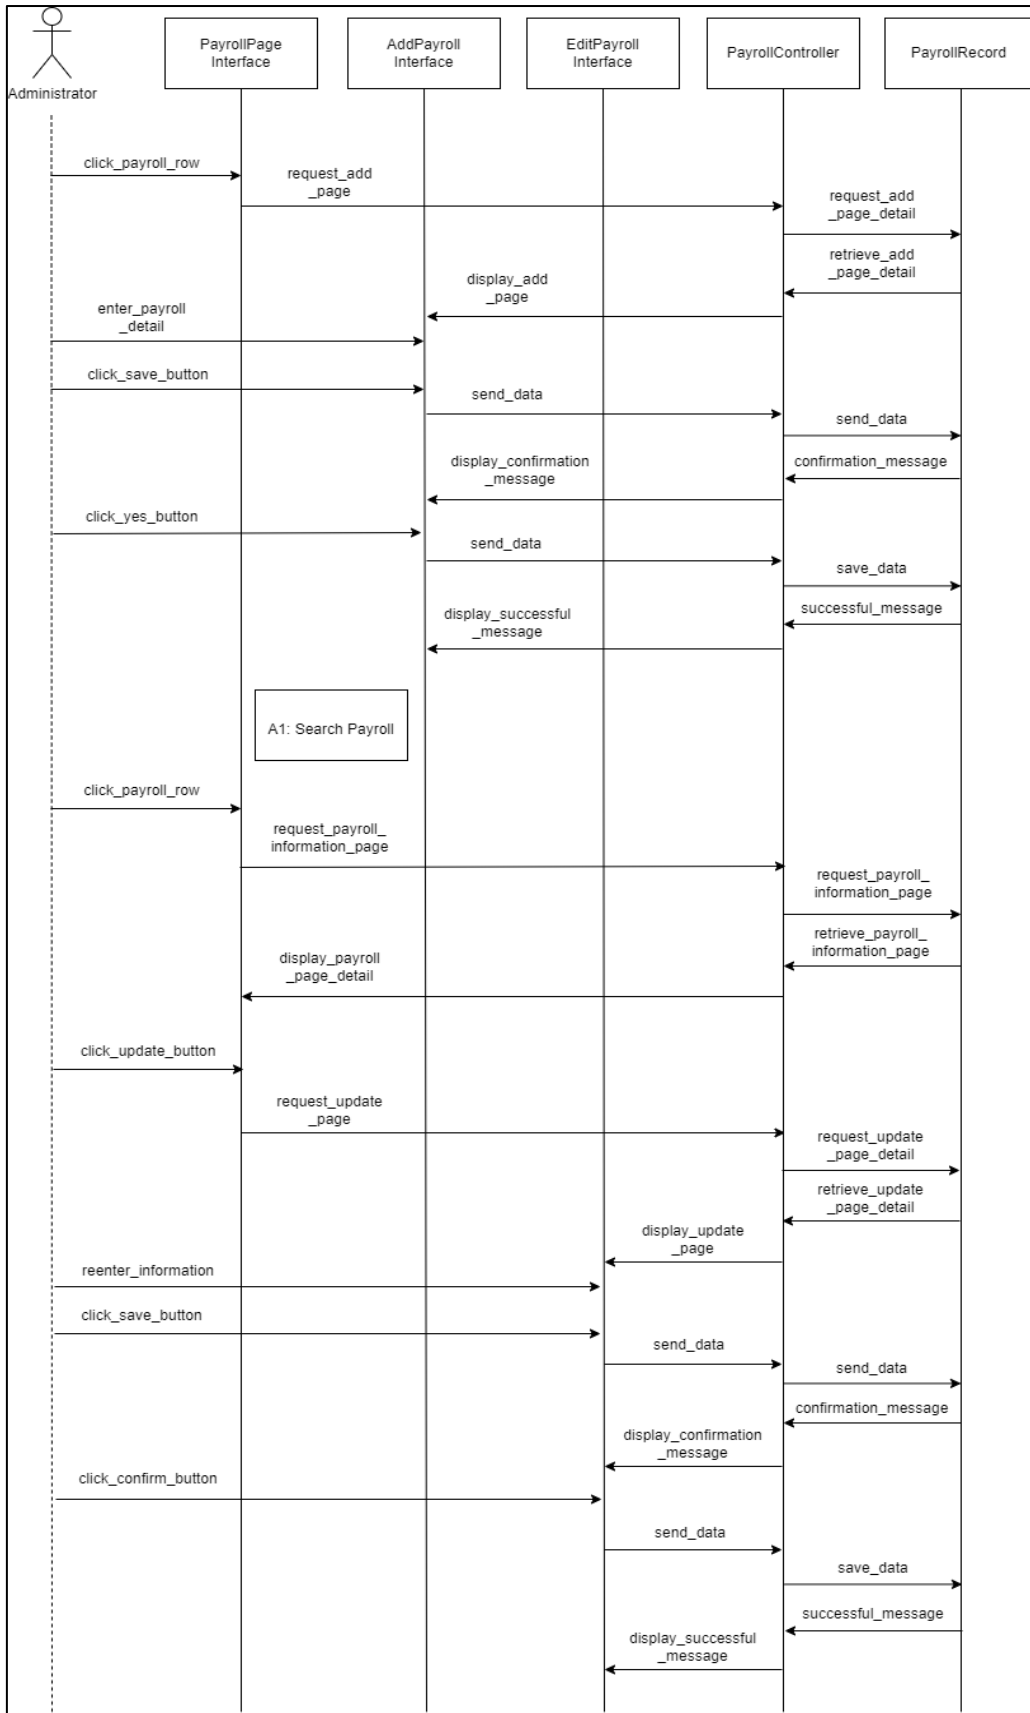 Administrator
PayrollPage
Interface
AddPayroll
Interface
EditPayroll
Interface
PayrollController
PayrollRecord
click_payroll_row
request_add
_page
request_add
_page_detail
retrieve_add
_page_detail
display_add
_page
enter_payroll
_detail
click_save_button
send_data
send_data
confirmation_message
display_confirmation
_message
click_yes_button
send_data
save_data
successful_message
display_successful
_message
A1: Search Payroll
click_payroll_row
request_payroll_
information_page
request_payroll_
information_page
retrieve_payroll_
information_page
display_payroll
_page_detail
click_update_button
request_update
_page
request_update
_page_detail
retrieve_update
_page_detail
display_update
_page
reenter_information
click_save_button
send_data
send_data
confirmation_message
display_confirmation
_message
click_confirm_button
send_data
save_data
successful_message
display_successful
_message